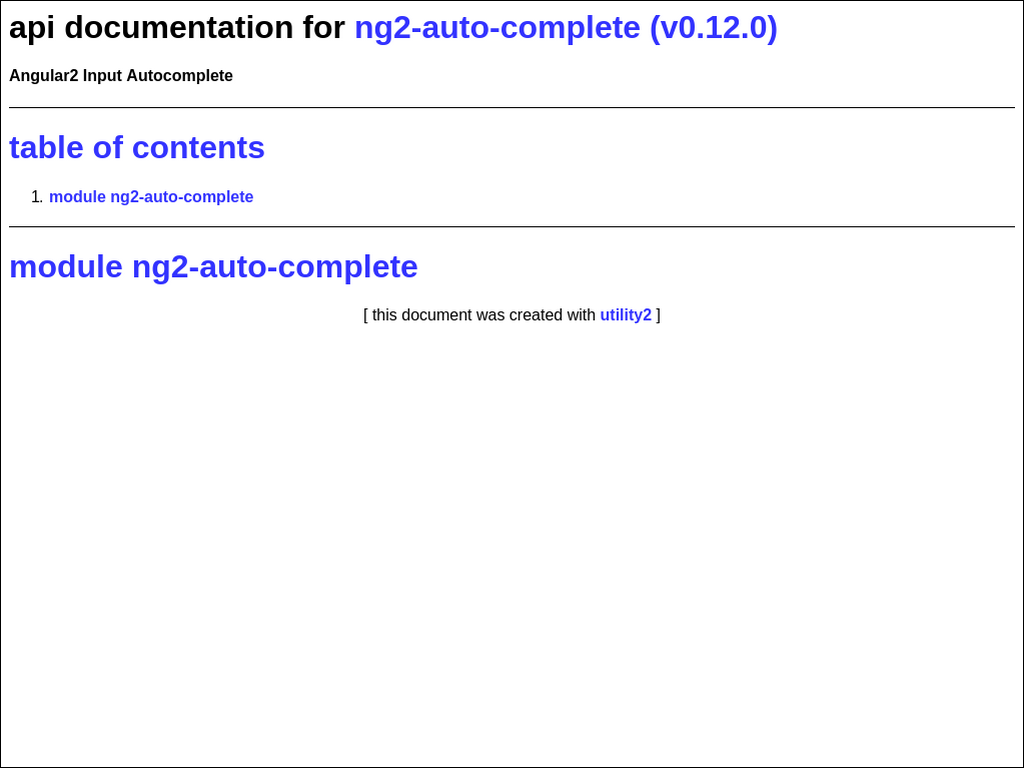 api documentation for ng2-auto-complete (v0.12.0)
Angular2 Input Autocomplete
table of contents
1. module ng2-auto-complete
module ng2-auto-complete
[ this document was created with utility2 ]